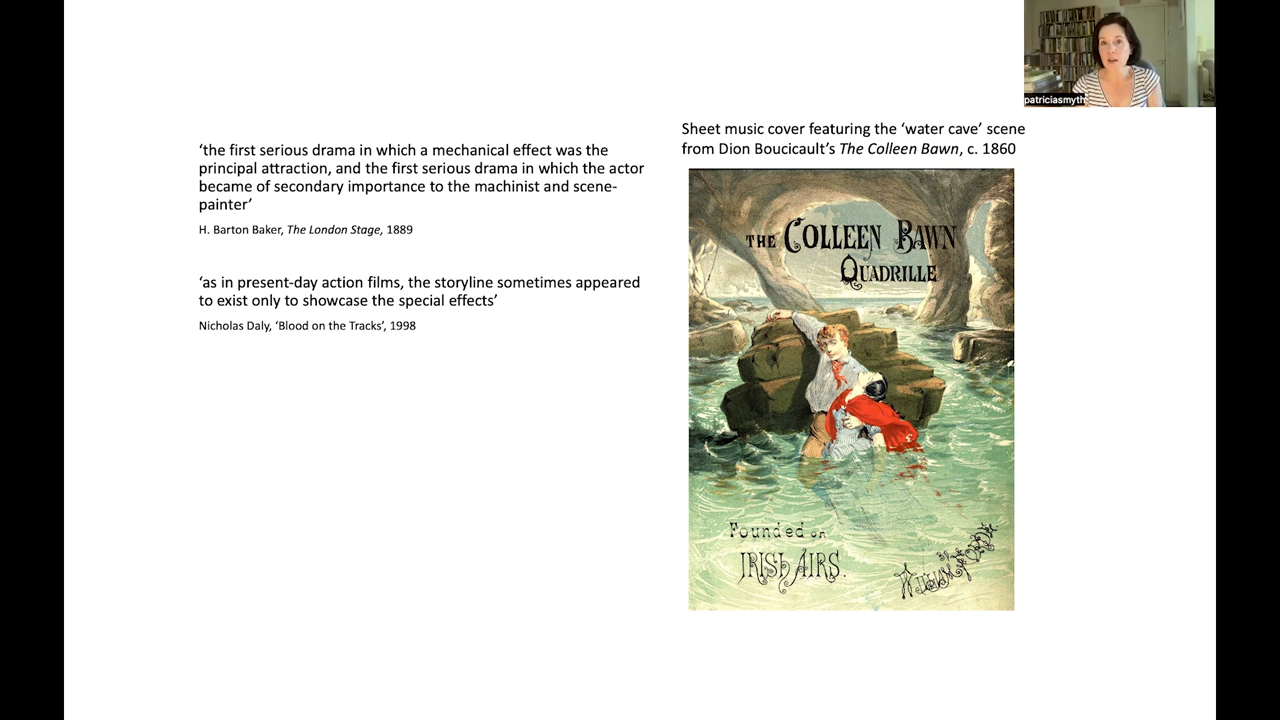 patriciasmyth
‘the first serious drama in which a mechanical effect was the
principal attraction, and the first serious drama in which the actor
became of secondary importance to the machinist and scene-
painter’
H. Barton Baker, The London Stage, 1889
‘as in present-day action films, the storyline sometimes appeared
to exist only to showcase the special effects’
Nicholas Daly, ‘Blood on the Tracks’, 1998
Sheet music cover featuring the ‘water cave’ scene
from Dion Boucicault’s The Colleen Bawn, c. 1860
THE COLLEEN BAWN
QUADRILLE
Founded on
IRISH AIRS.
BY
WILLIAM FORDE.